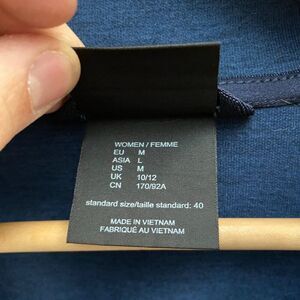 WOMEN / FEMME
EU M
ASIA L
US M
UK 10/12
CN 170/92A
standard size/taille standard: 40
MADE IN VIETNAM
FABRIQUÉ AU VIETNAM